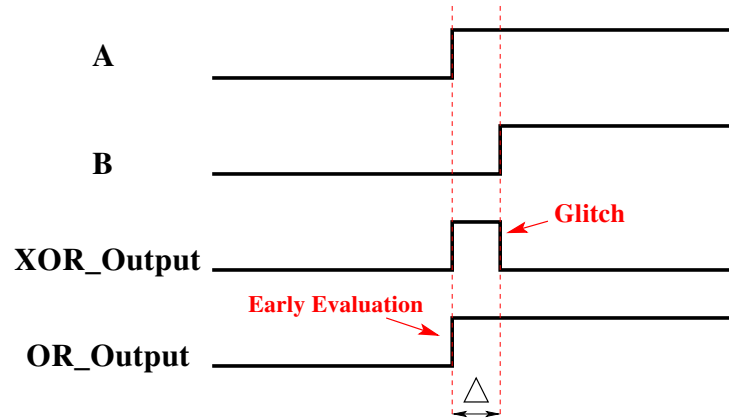 A
B
Glitch
XOR_Output
Early Evaluation
OR_Output
△